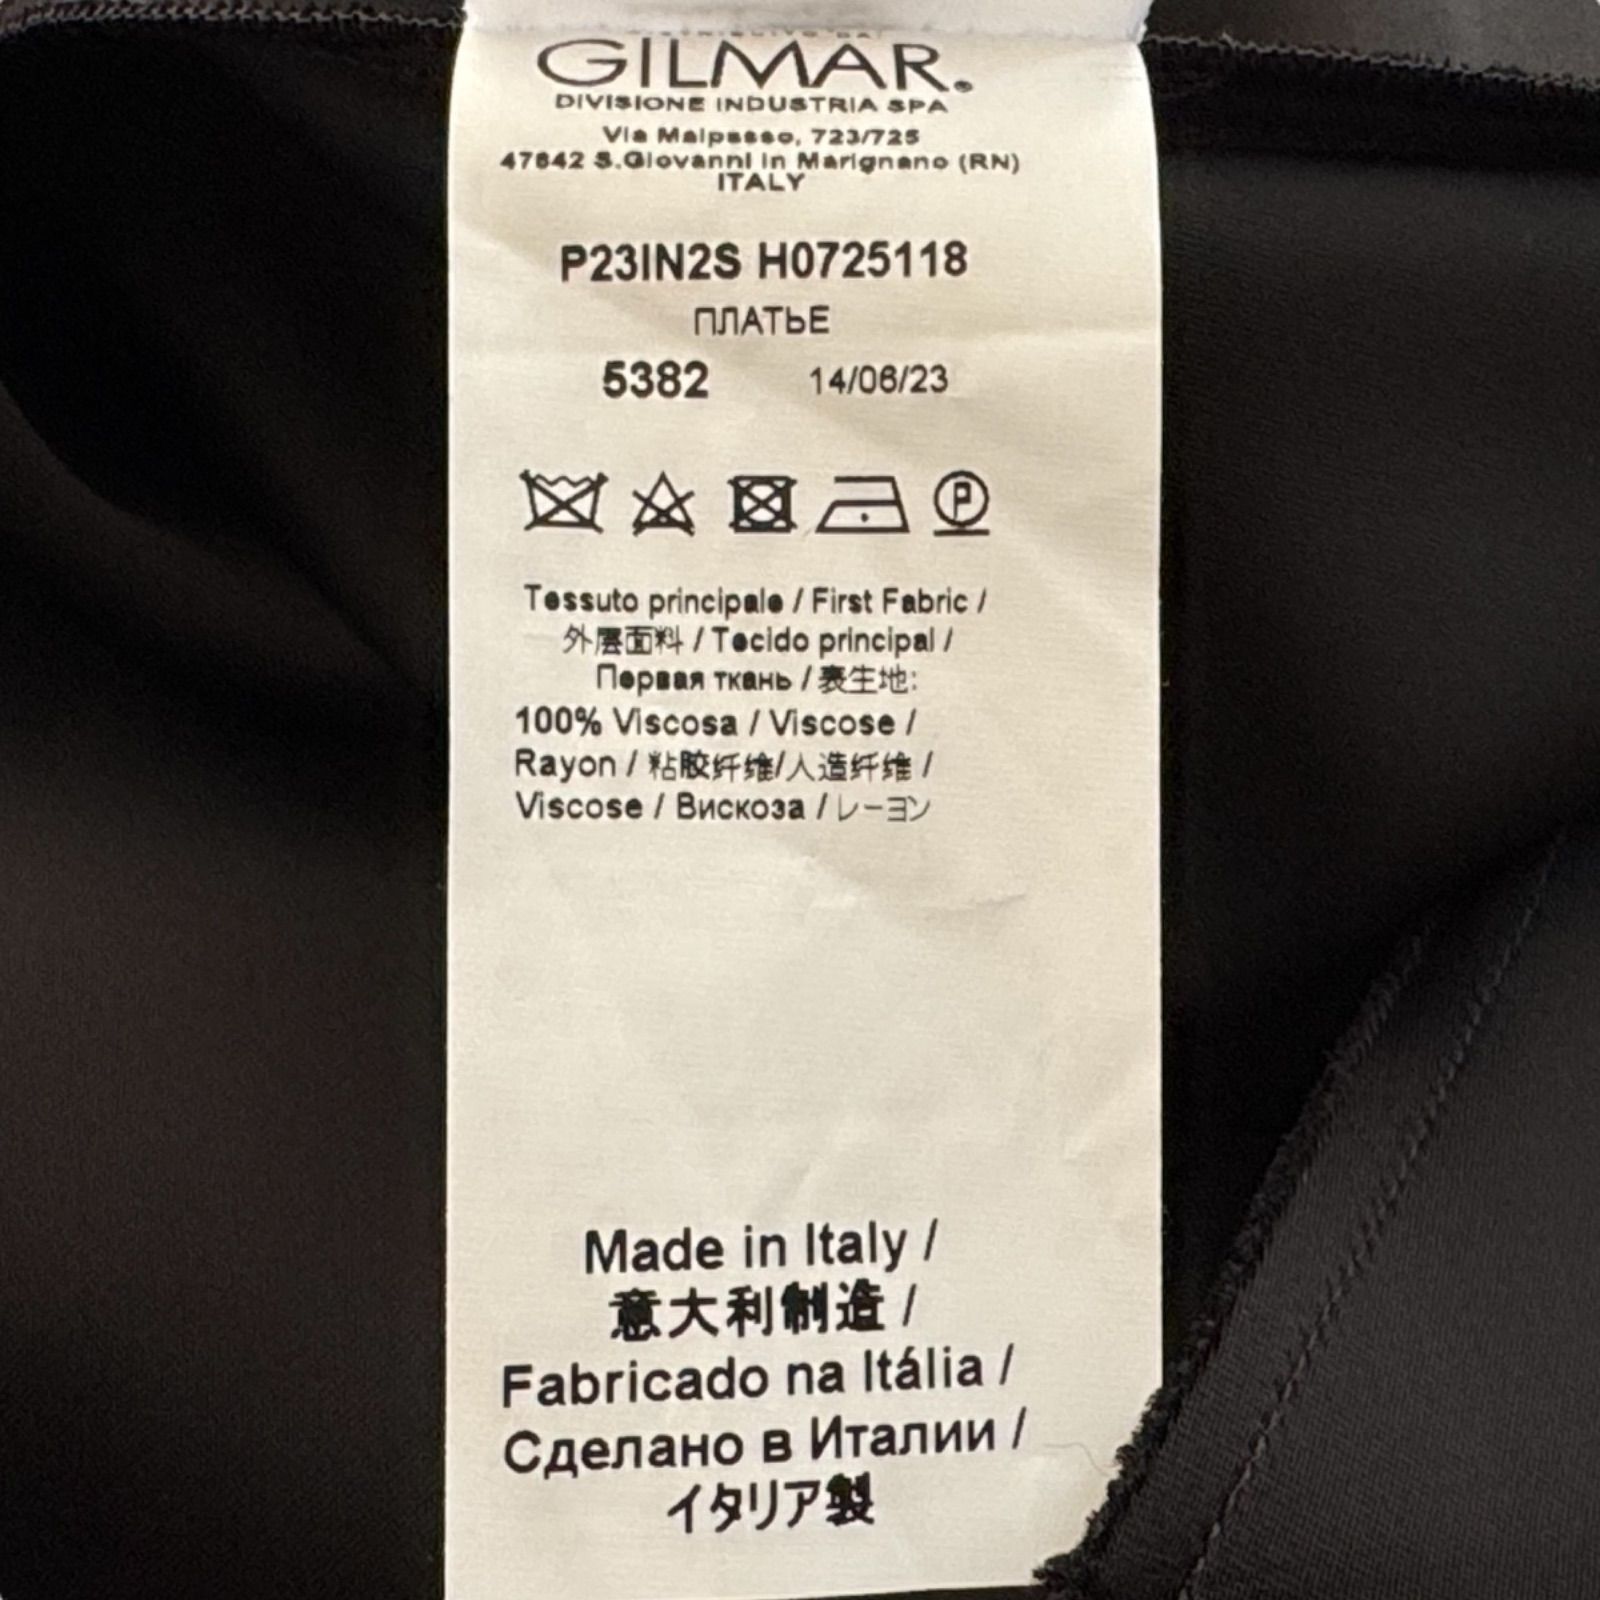 GILMAR®
DIVISIONE INDUSTRIA SPA
Via Malpasso, 723/725
47842 S.Giovanni in Marignano (RN)
ITALY
P23IN2S H0725118
ПЛАТЬЕ
5382 14/06/23
P
Tessuto principale / First Fabric /
外层面料 / Tecido principal /
Первая ткань / 表生地:
100% Viscosa / Viscose /
Rayon / 粘胶纤维/人造纤维 /
Viscose / Вискоза / レーヨン
Made in Italy /
意大利制造 /
Fabricado na Itália /
Сделано в Италии /
イタリア製